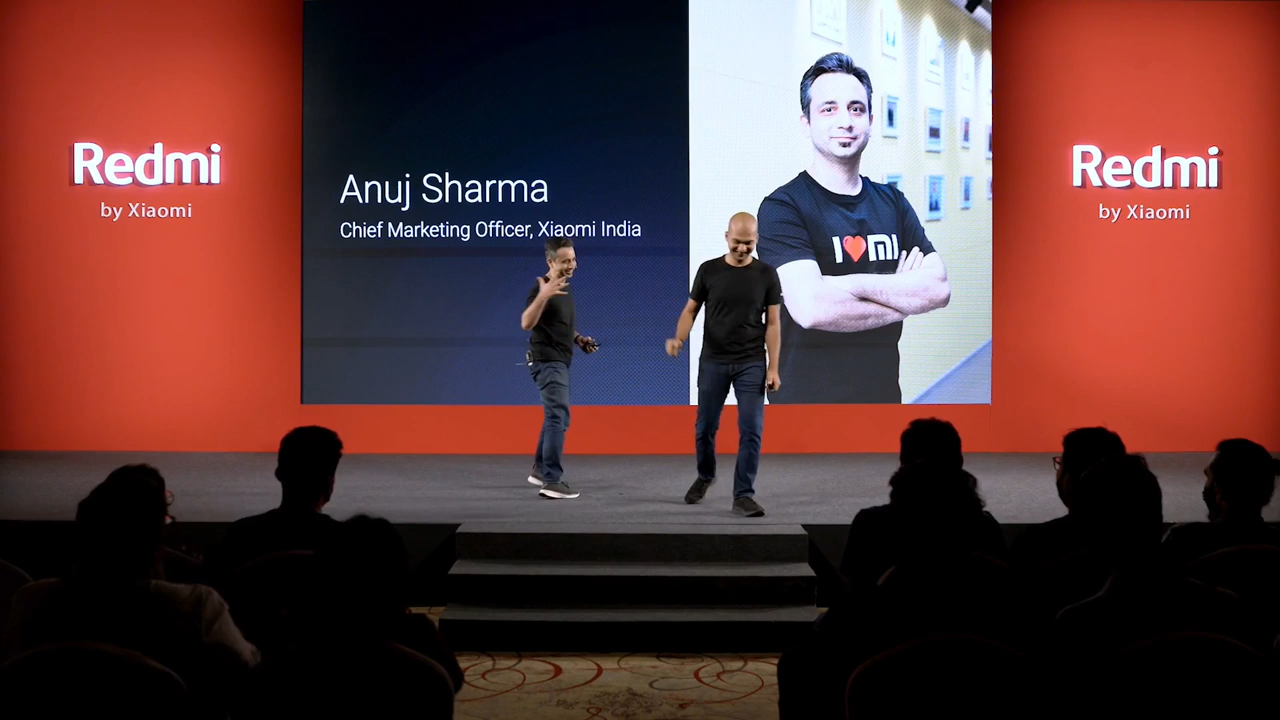 Redmi
by Xiaomi
Anuj Sharma
Chief Marketing Officer, Xiaomi India
I ❤ MI
Redmi
by Xiaomi